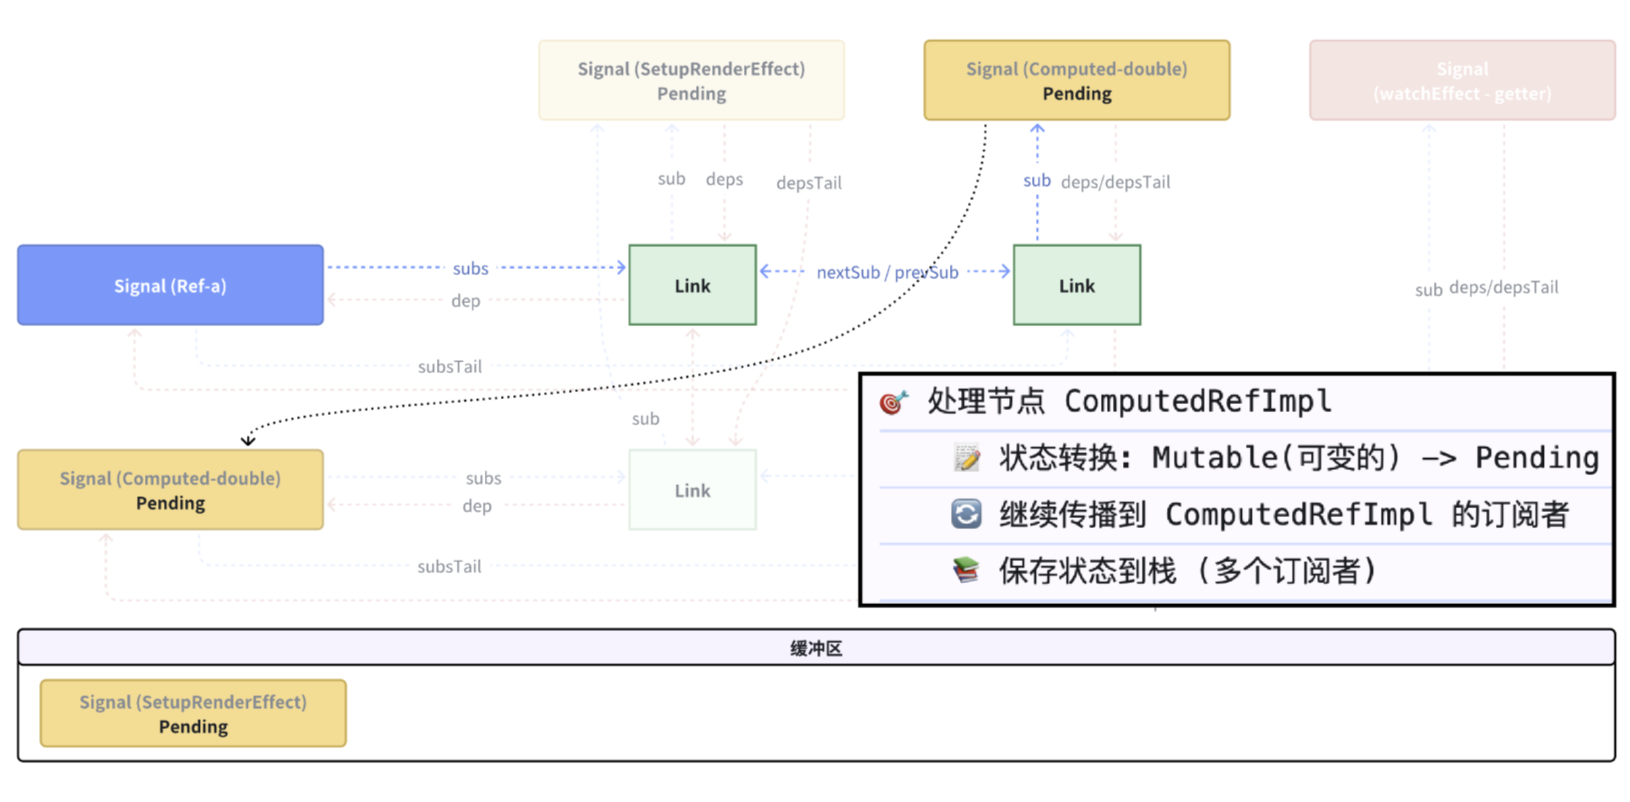 Signal (SetupRenderEffect)
Pending
Signal (Computed-double)
Pending
Signal
(watchEffect - getter)
sub
deps
depsTail
sub
deps/depsTail
Signal (Ref-a)
subs
dep
Link
nextSub / prevSub
Link
sub
deps/depsTail
subsTail
sub
Signal (Computed-double)
Pending
subs
dep
Link
subsTail
🎯 处理节点 ComputedRefImpl
📝 状态转换: Mutable(可变的) —> Pending
🔄 继续传播到 ComputedRefImpl 的订阅者
📚 保存状态到栈 (多个订阅者)
缓冲区
Signal (SetupRenderEffect)
Pending